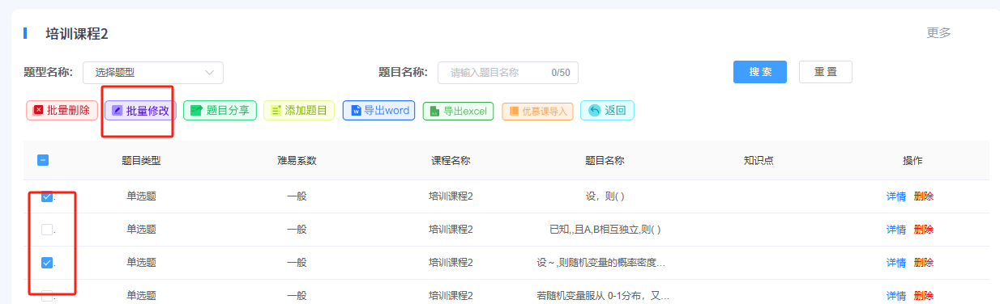 培训课程2 更多
题型名称: 选择题型 题目名称: 请输入题目名称 0/50 搜索 重置
批量删除 批量修改 题目分享 添加题目 导出word 导出excel 优慕课导入 返回
题目类型 难易系数 课程名称 题目名称 知识点 操作
单选题 一般 培训课程2 设，则( ) 详情 删除
单选题 一般 培训课程2 已知,,且A,B相互独立,则( ) 详情 删除
单选题 一般 培训课程2 设～,则随机变量的概率密度... 详情 删除
单选题 一般 培训课程2 若随机变量服从 0-1分布，又... 详情 删除